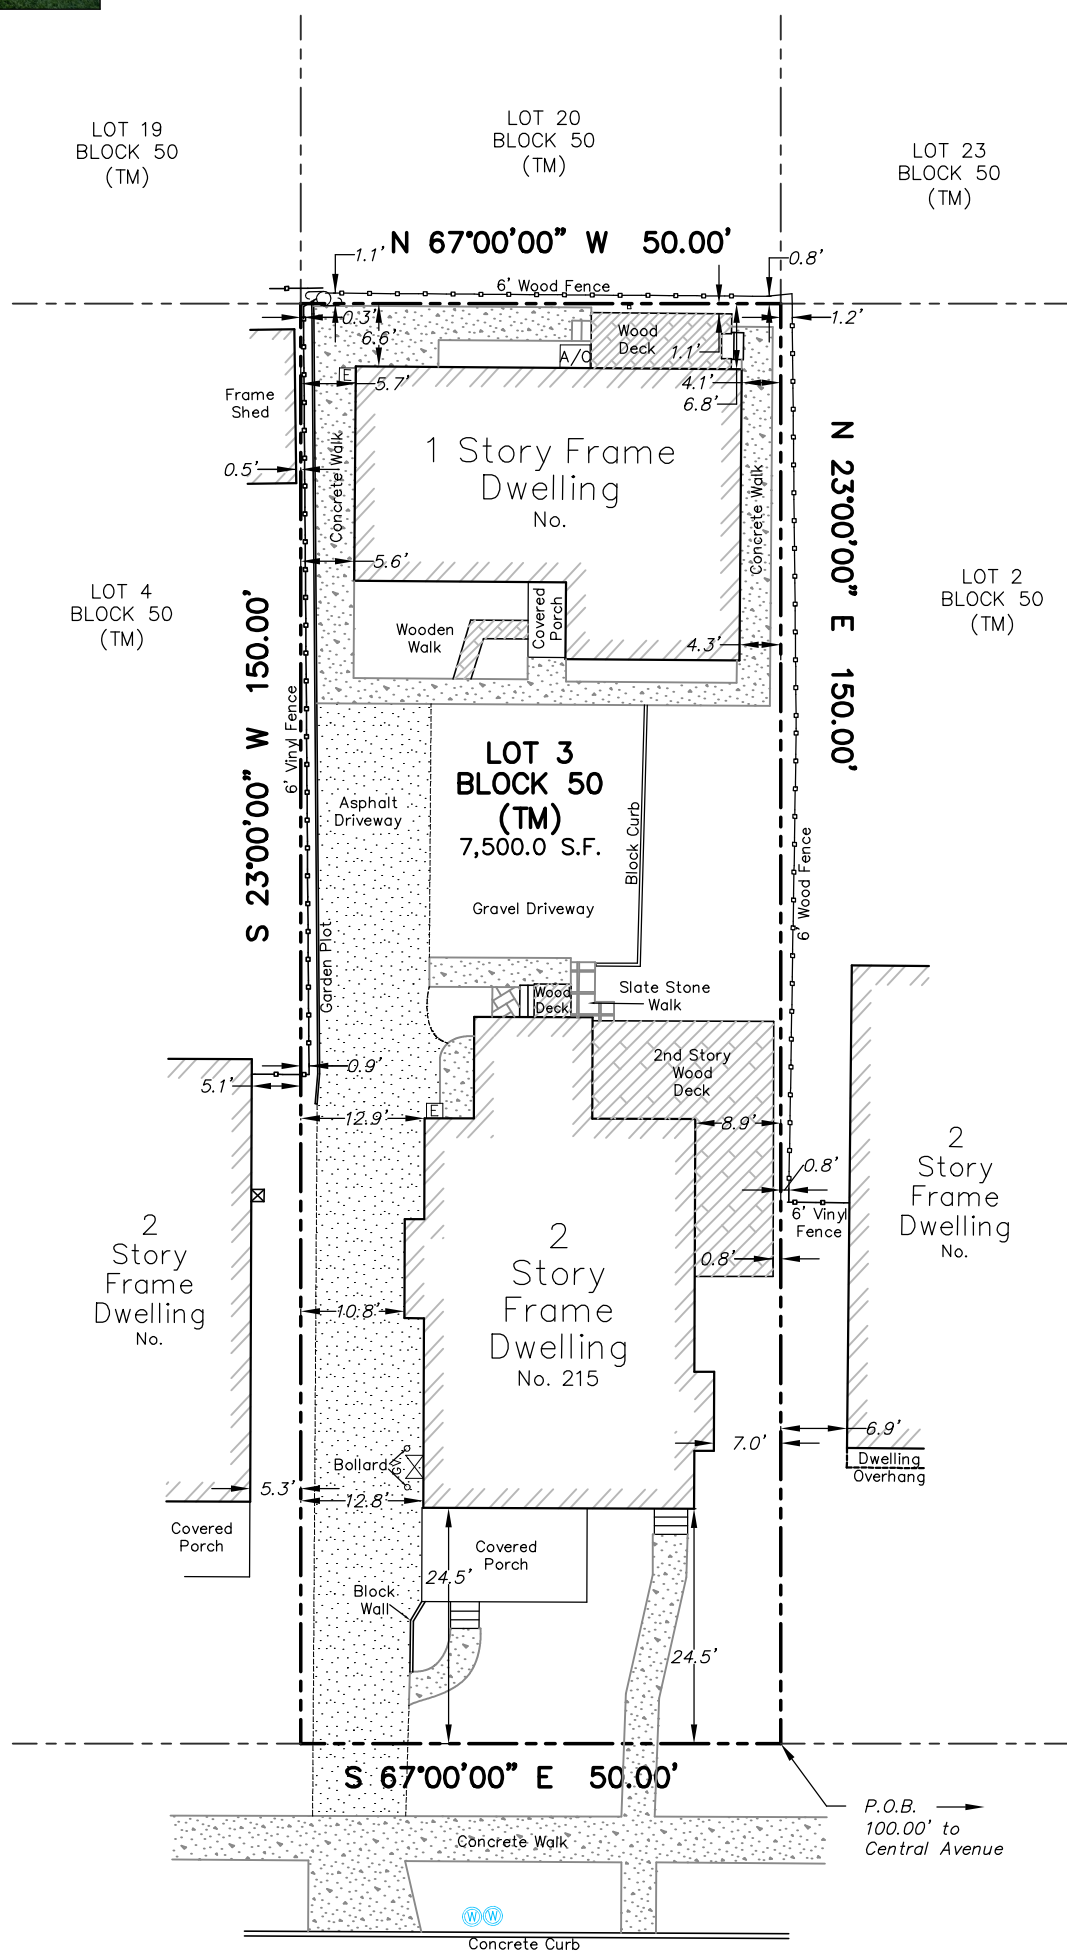 LOT 19
BLOCK 50
(TM)
LOT 20
BLOCK 50
(TM)
LOT 23
BLOCK 50
(TM)
N 67°00'00" W 50.00'
1.1'
0.8'
6' Wood Fence
0.3'
6.6'
Wood
Deck
1.2'
A/C
1.1'
E
5.7'
4.1'
6.8'
Frame
Shed
0.5'
Concrete Walk
1 Story Frame
Dwelling
No.
Concrete Walk
N 23°00'00" E 150.00'
5.6'
LOT 4
BLOCK 50
(TM)
LOT 2
BLOCK 50
(TM)
Covered
Porch
Wooden
Walk
4.3'
S 23°00'00" W 150.00'
6' Vinyl Fence
LOT 3
BLOCK 50
(TM)
7,500.0 S.F.
Asphalt
Driveway
Block Curb
6' Wood Fence
Gravel Driveway
Garden Plot
Wood
Deck
Slate Stone
Walk
2nd Story
Wood
Deck
0.9'
5.1'
E
12.9'
8.9'
0.8'
6' Vinyl
Fence
2
Story
Frame
Dwelling
No.
2
Story
Frame
Dwelling
No.
2
Story
Frame
Dwelling
No. 215
0.8'
10.8'
6.9'
7.0'
Dwelling
Overhang
Bollard
MG
5.3'
12.8'
Covered
Porch
Covered
Porch
24.5'
Block
Wall
24.5'
S 67°00'00" E 50.00'
P.O.B.
100.00' to
Central Avenue
Concrete Walk
W W
Concrete Curb